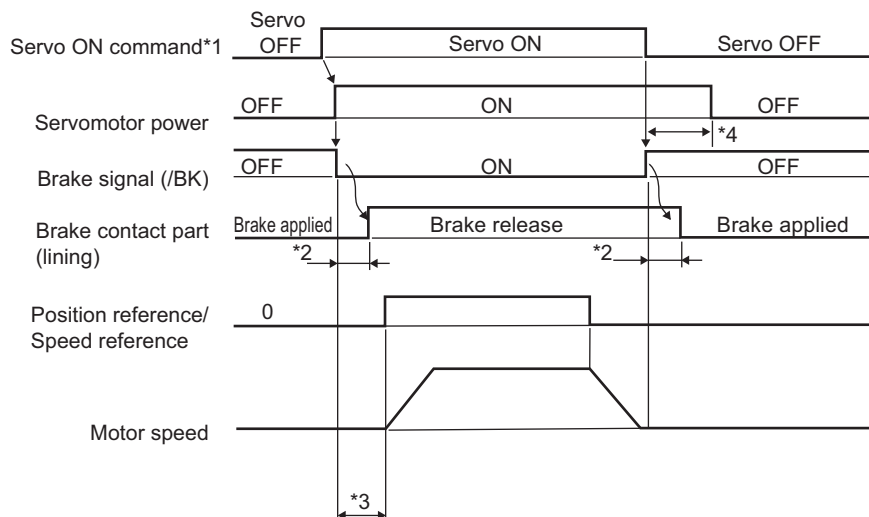 Servo ON command*1
Servo
OFF
Servo ON
Servo OFF
Servomotor power
OFF
ON
OFF
*4
Brake signal (/BK)
OFF
ON
OFF
Brake contact part
(lining)
Brake applied
Brake release
Brake applied
*2
*2
Position reference/
Speed reference
0
Motor speed
*3